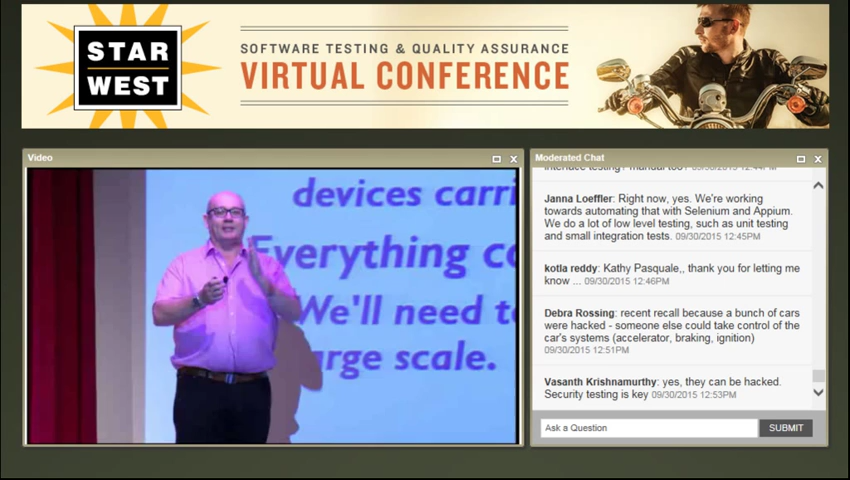 STAR
WEST
SOFTWARE TESTING & QUALITY ASSURANCE
VIRTUAL CONFERENCE
Video
devices carri
Everything co
We'll need to
arge scale.
Moderated Chat
Janna Loeffler: Right now, yes. We're working
towards automating that with Selenium and Appium.
We do a lot of low level testing, such as unit testing
and small integration tests. 09/30/2015 12:45PM
kotla reddy: Kathy Pasquale,, thank you for letting me
know ... 09/30/2015 12:46PM
Debra Rossing: recent recall because a bunch of cars
were hacked - someone else could take control of the
car's systems (accelerator, braking, ignition)
09/30/2015 12:51PM
Vasanth Krishnamurthy: yes, they can be hacked.
Security testing is key 09/30/2015 12:53PM
Ask a Question
SUBMIT